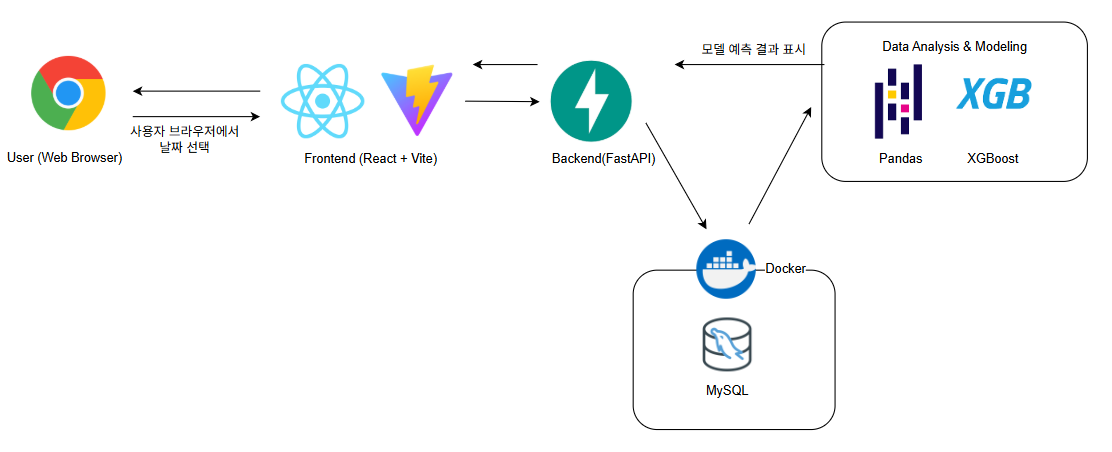 모델 예측 결과 표시
Data Analysis & Modeling
XGB
사용자 브라우저에서
날짜 선택
User (Web Browser)
Frontend (React + Vite)
Backend(FastAPI)
Pandas
XGBoost
Docker
MySQL